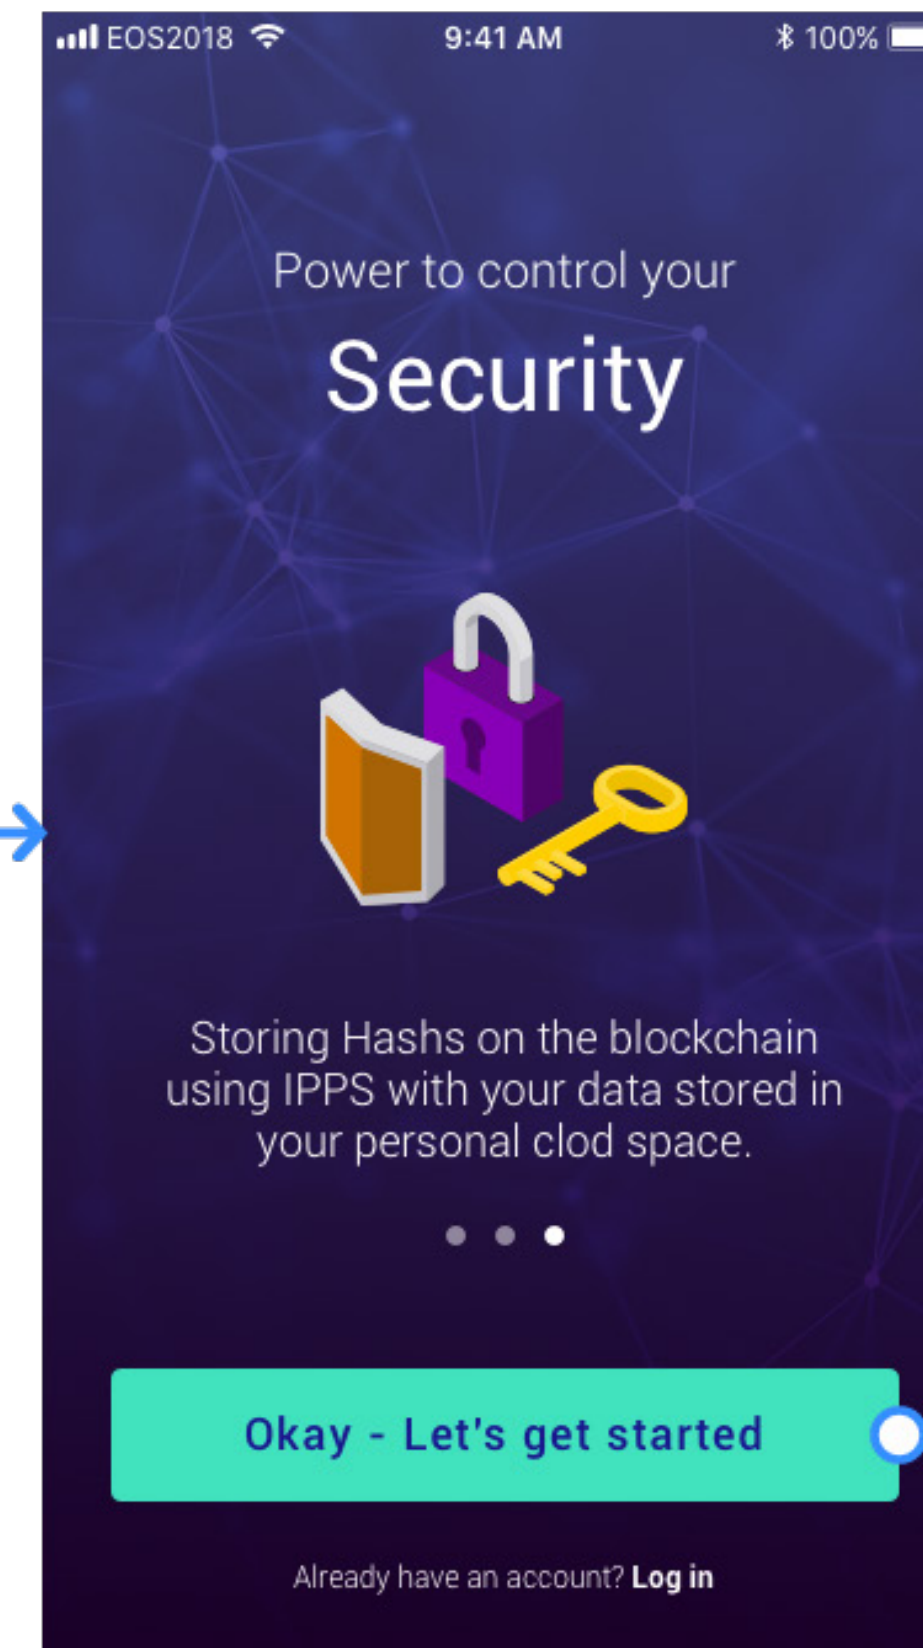 EOS2018 9:41 AM 100%
Power to control your
Security
Storing Hashs on the blockchain
using IPPS with your data stored in
your personal clod space.
Okay - Let's get started
Already have an account? Log in